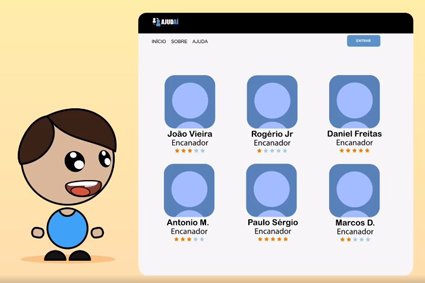 AJUDAÍ
INÍCIO SOBRE AJUDA
ENTRAR
João Vieira Rogério Jr Daniel Freitas
Encanador Encanador Encanador
Antonio M. Paulo Sérgio Marcos D.
Encanador Encanador Encanador